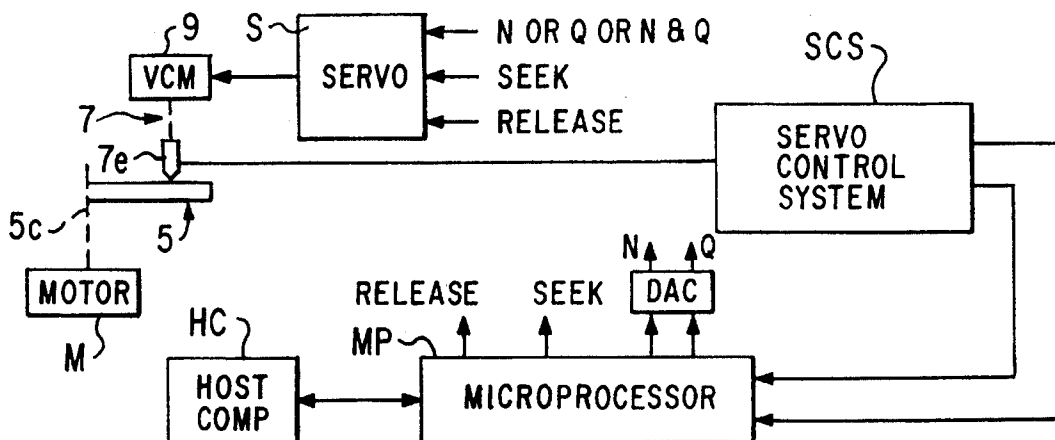 9
S
N OR Q OR N & Q
SCS
VCM
SERVO
SEEK
7
RELEASE
7e
SERVO
CONTROL
SYSTEM
5c
5
N
Q
MOTOR
RELEASE
SEEK
DAC
M
HC
MP
HOST
COMP
MICROPROCESSOR